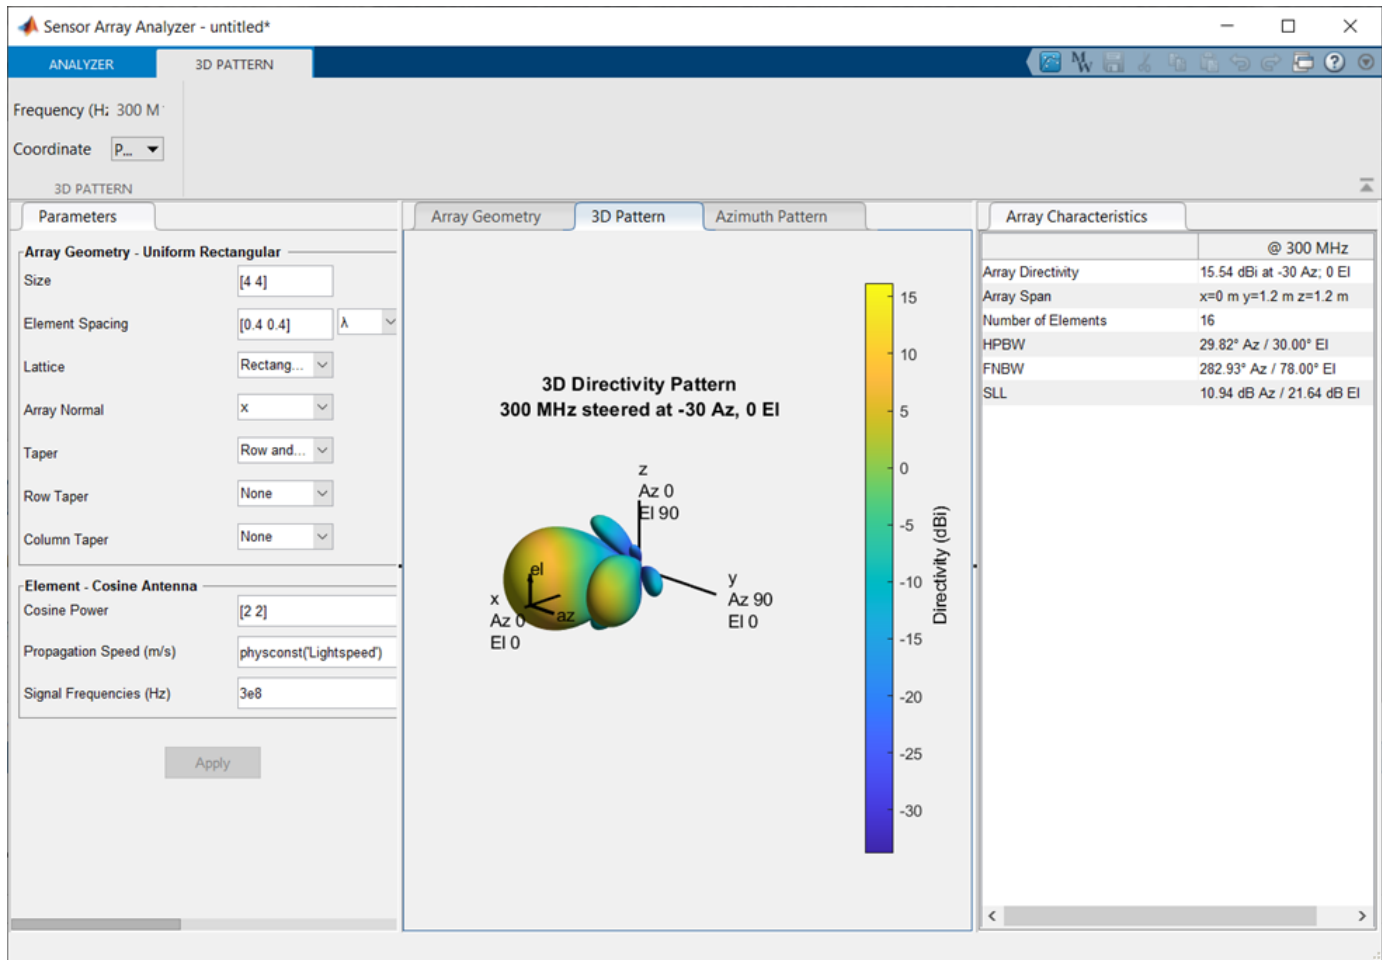 Sensor Array Analyzer - untitled*
ANALYZER
3D PATTERN
Frequency (H: 300 M
Coordinate P...
3D PATTERN
Parameters
Array Geometry - Uniform Rectangular
Size [4 4]
Element Spacing [0.4 0.4] λ
Lattice Rectang...
Array Normal x
Taper Row and...
Row Taper None
Column Taper None
Element - Cosine Antenna
Cosine Power [2 2]
Propagation Speed (m/s) physconst('Lightspeed')
Signal Frequencies (Hz) 3e8
Apply
Array Geometry
3D Pattern
Azimuth Pattern
3D Directivity Pattern
300 MHz steered at -30 Az, 0 El
z
Az 0
El 90
y
Az 90
El 0
x
Az 0
El 0
el
az
15
10
5
0
-5
-10
-15
-20
-25
-30
Directivity (dBi)
Array Characteristics
@ 300 MHz
Array Directivity 15.54 dBi at -30 Az; 0 El
Array Span x=0 m y=1.2 m z=1.2 m
Number of Elements 16
HPBW 29.82° Az / 30.00° El
FNBW 282.93° Az / 78.00° El
SLL 10.94 dB Az / 21.64 dB El